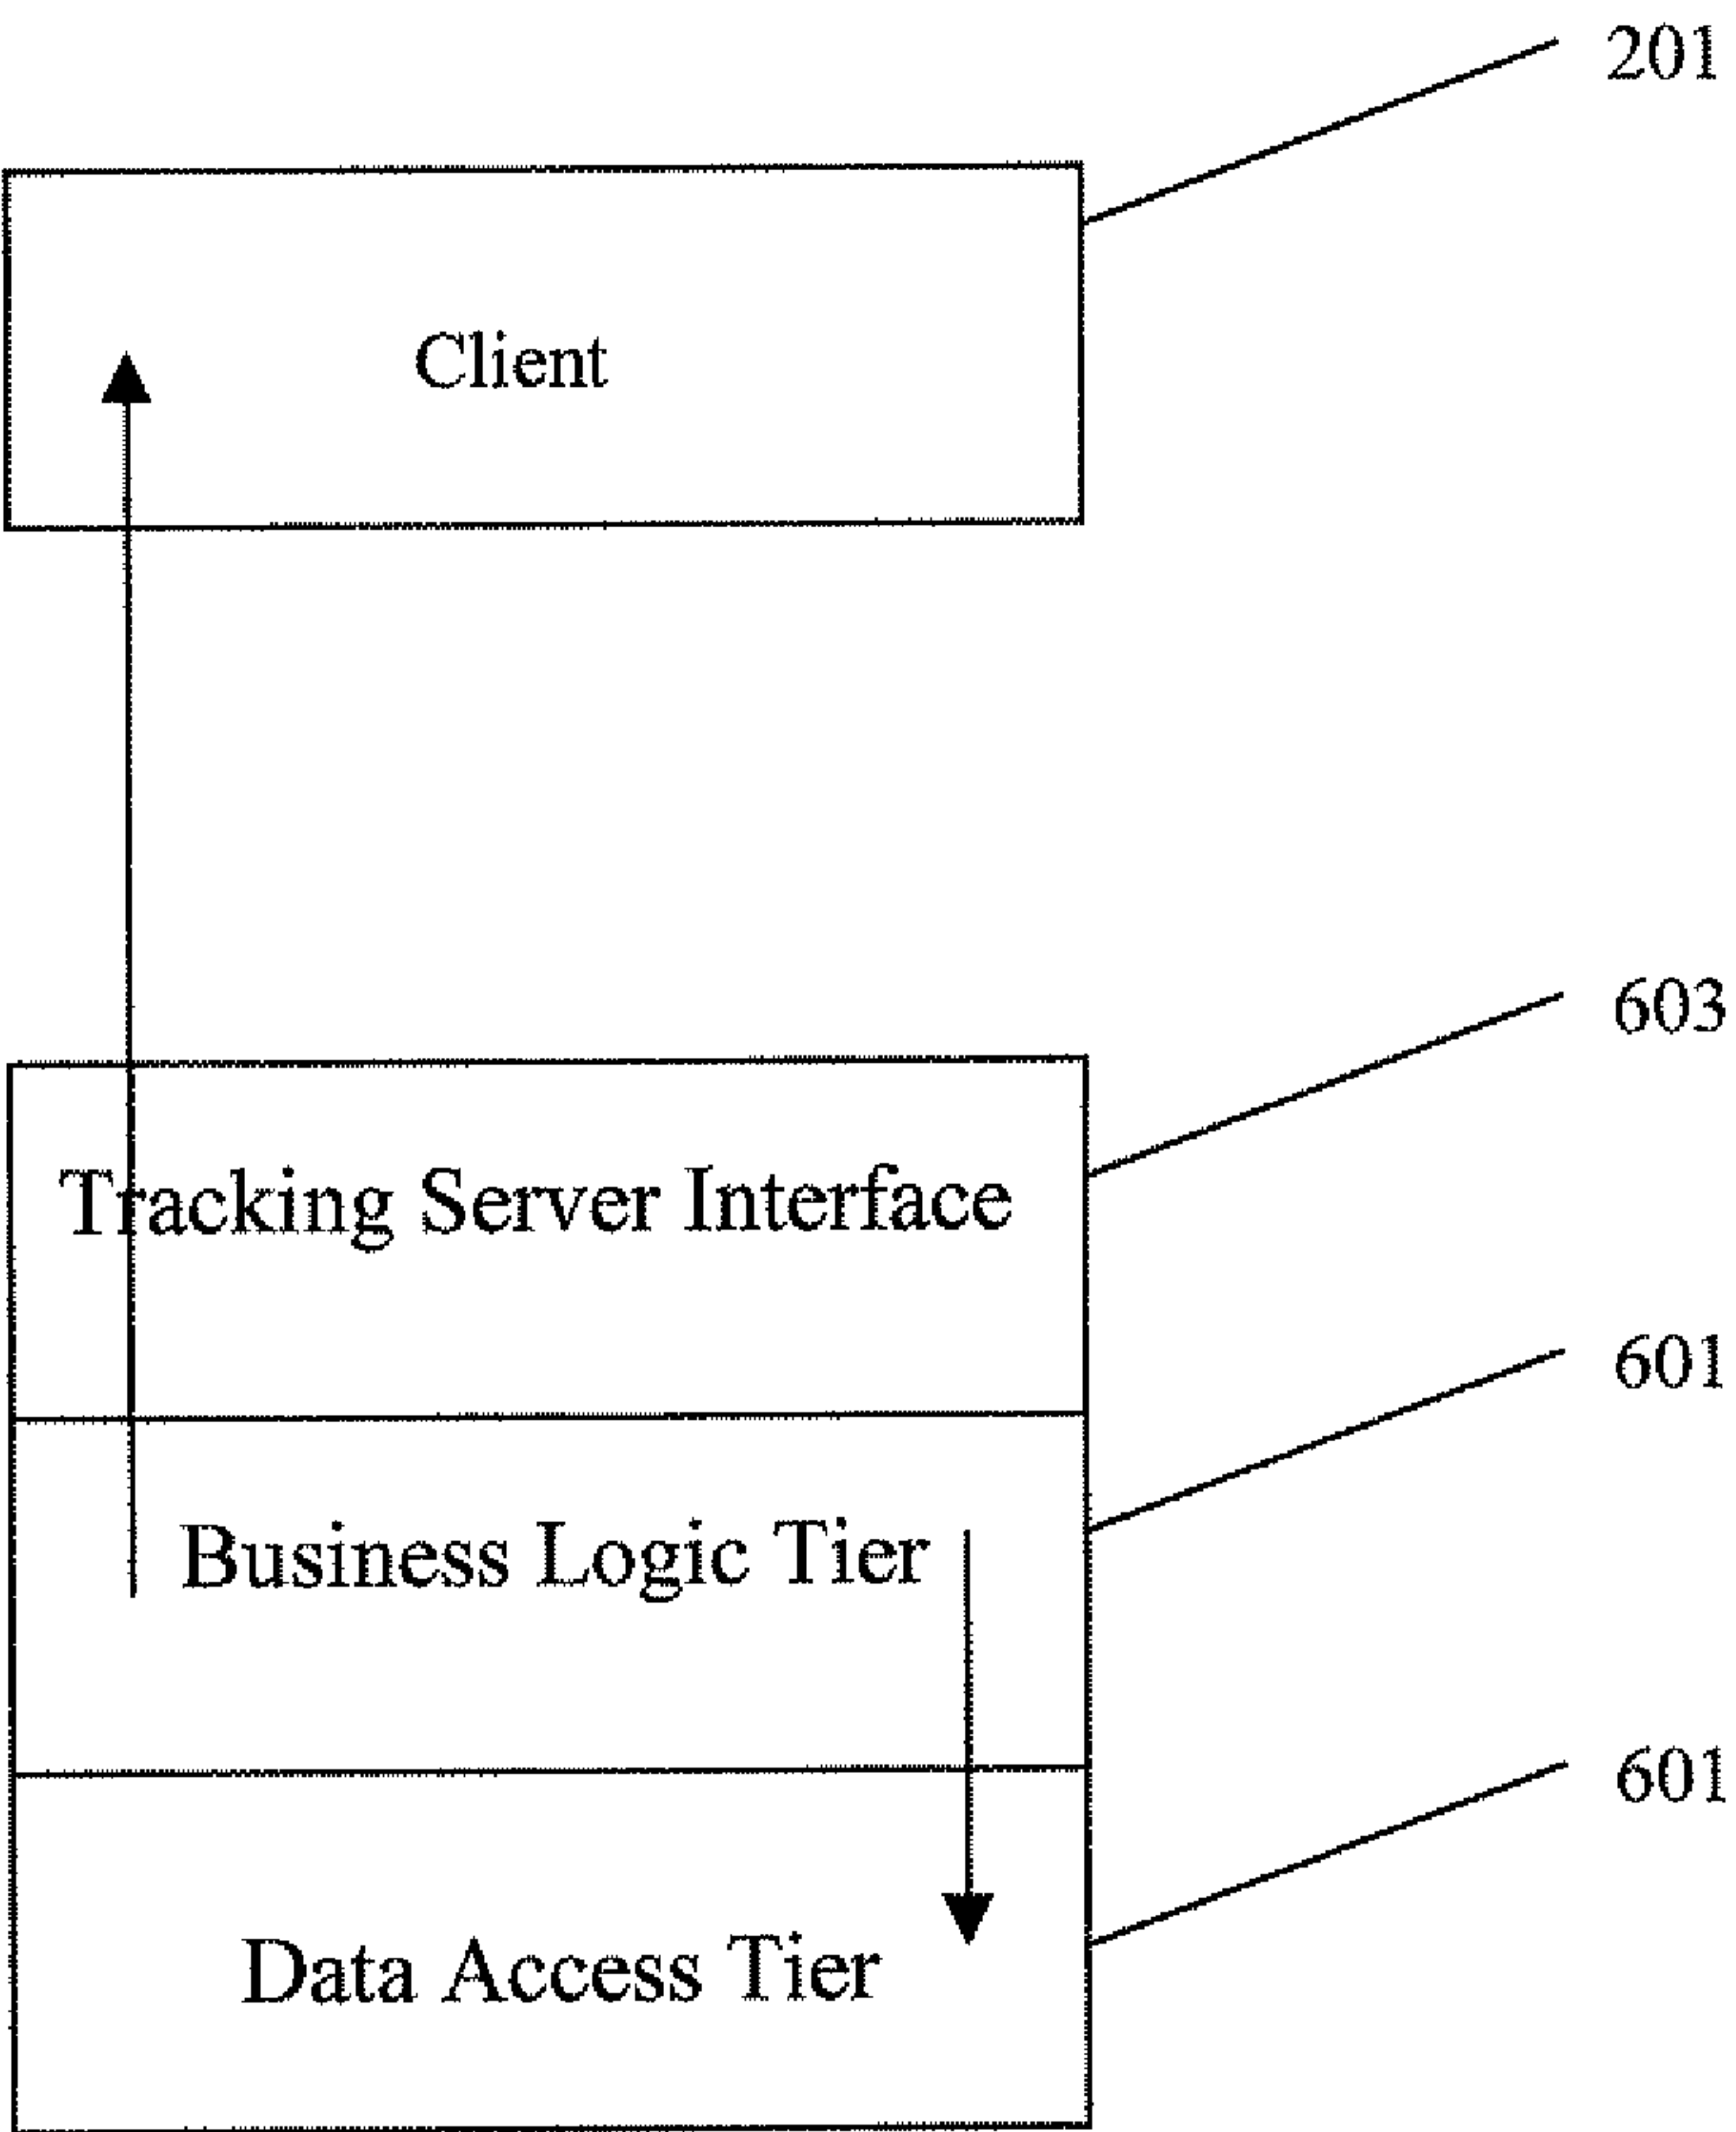 201
Client
603
Tracking Server Interface
601
Business Logic Tier
601
Data Access Tier